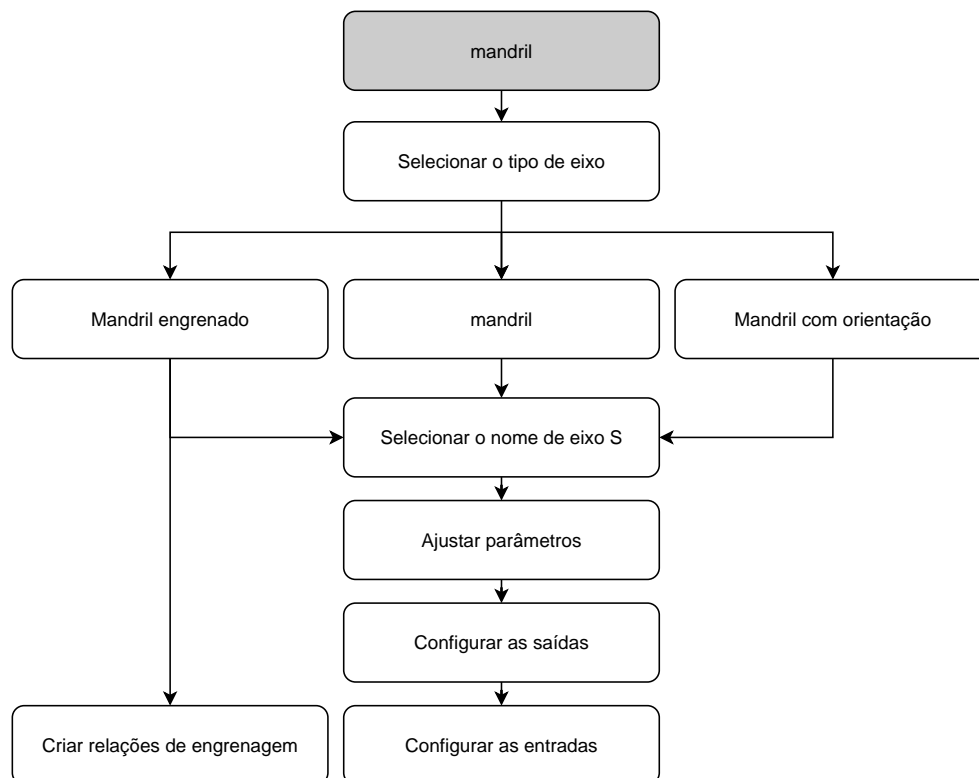 mandril
Selecionar o tipo de eixo
Mandril engrenado
mandril
Mandril com orientação
Selecionar o nome de eixo S
Ajustar parâmetros
Configurar as saídas
Criar relações de engrenagem
Configurar as entradas